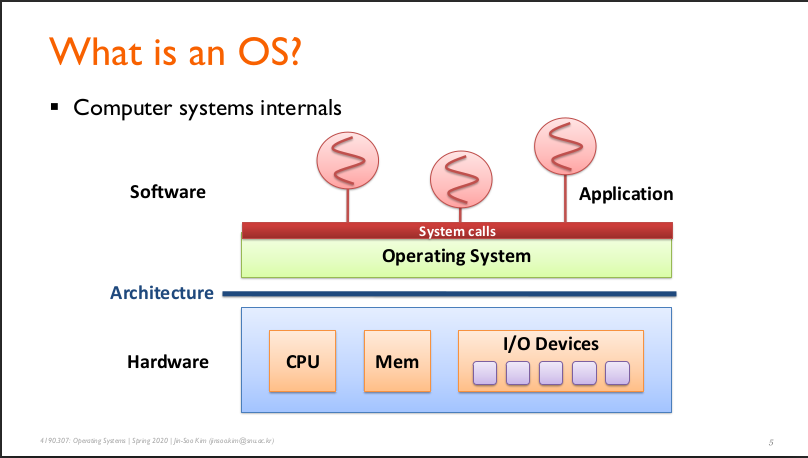 What is an OS?
▪ Computer systems internals
Software
Application
System calls
Operating System
Architecture
Hardware
CPU
Mem
I/O Devices
4190.307: Operating Systems | Spring 2020 | Jin-Soo Kim (jinsoo.kim@snu.ac.kr)
5